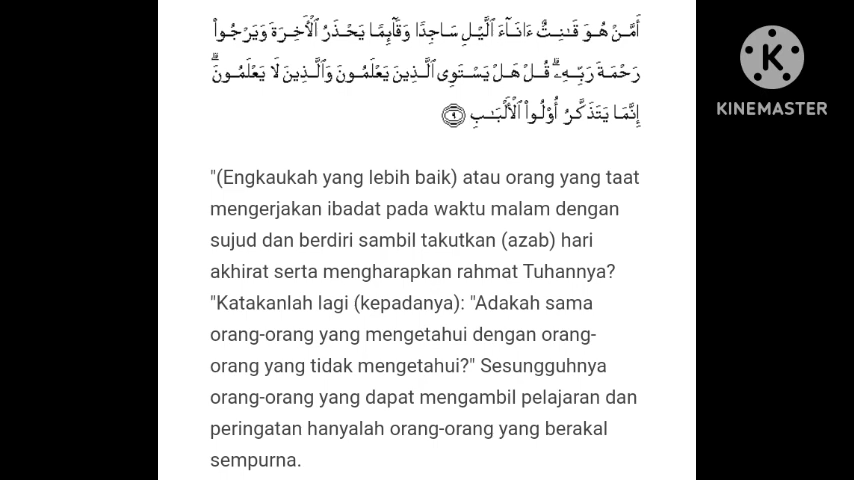 أَمَّنْ هُوَ قَـٰنِتٌ ءَانَآءَ ٱلَّيْلِ سَاجِدًا وَقَآئِمًا يَحْذَرُ ٱلْـَٔاخِرَةَ وَيَرْجُوا۟
رَحْمَةَ رَبِّهِۦ ۗ قُلْ هَلْ يَسْتَوِى ٱلَّذِينَ يَعْلَمُونَ وَٱلَّذِينَ لَا يَعْلَمُونَ ۗ
إِنَّمَا يَتَذَكَّرُ أُو۟لُوا۟ ٱلْأَلْبَـٰبِ ٩
KINEMASTER
"(Engkaukah yang lebih baik) atau orang yang taat
mengerjakan ibadat pada waktu malam dengan
sujud dan berdiri sambil takutkan (azab) hari
akhirat serta mengharapkan rahmat Tuhannya?
"Katakanlah lagi (kepadanya): "Adakah sama
orang-orang yang mengetahui dengan orang-
orang yang tidak mengetahui?" Sesungguhnya
orang-orang yang dapat mengambil pelajaran dan
peringatan hanyalah orang-orang yang berakal
sempurna.